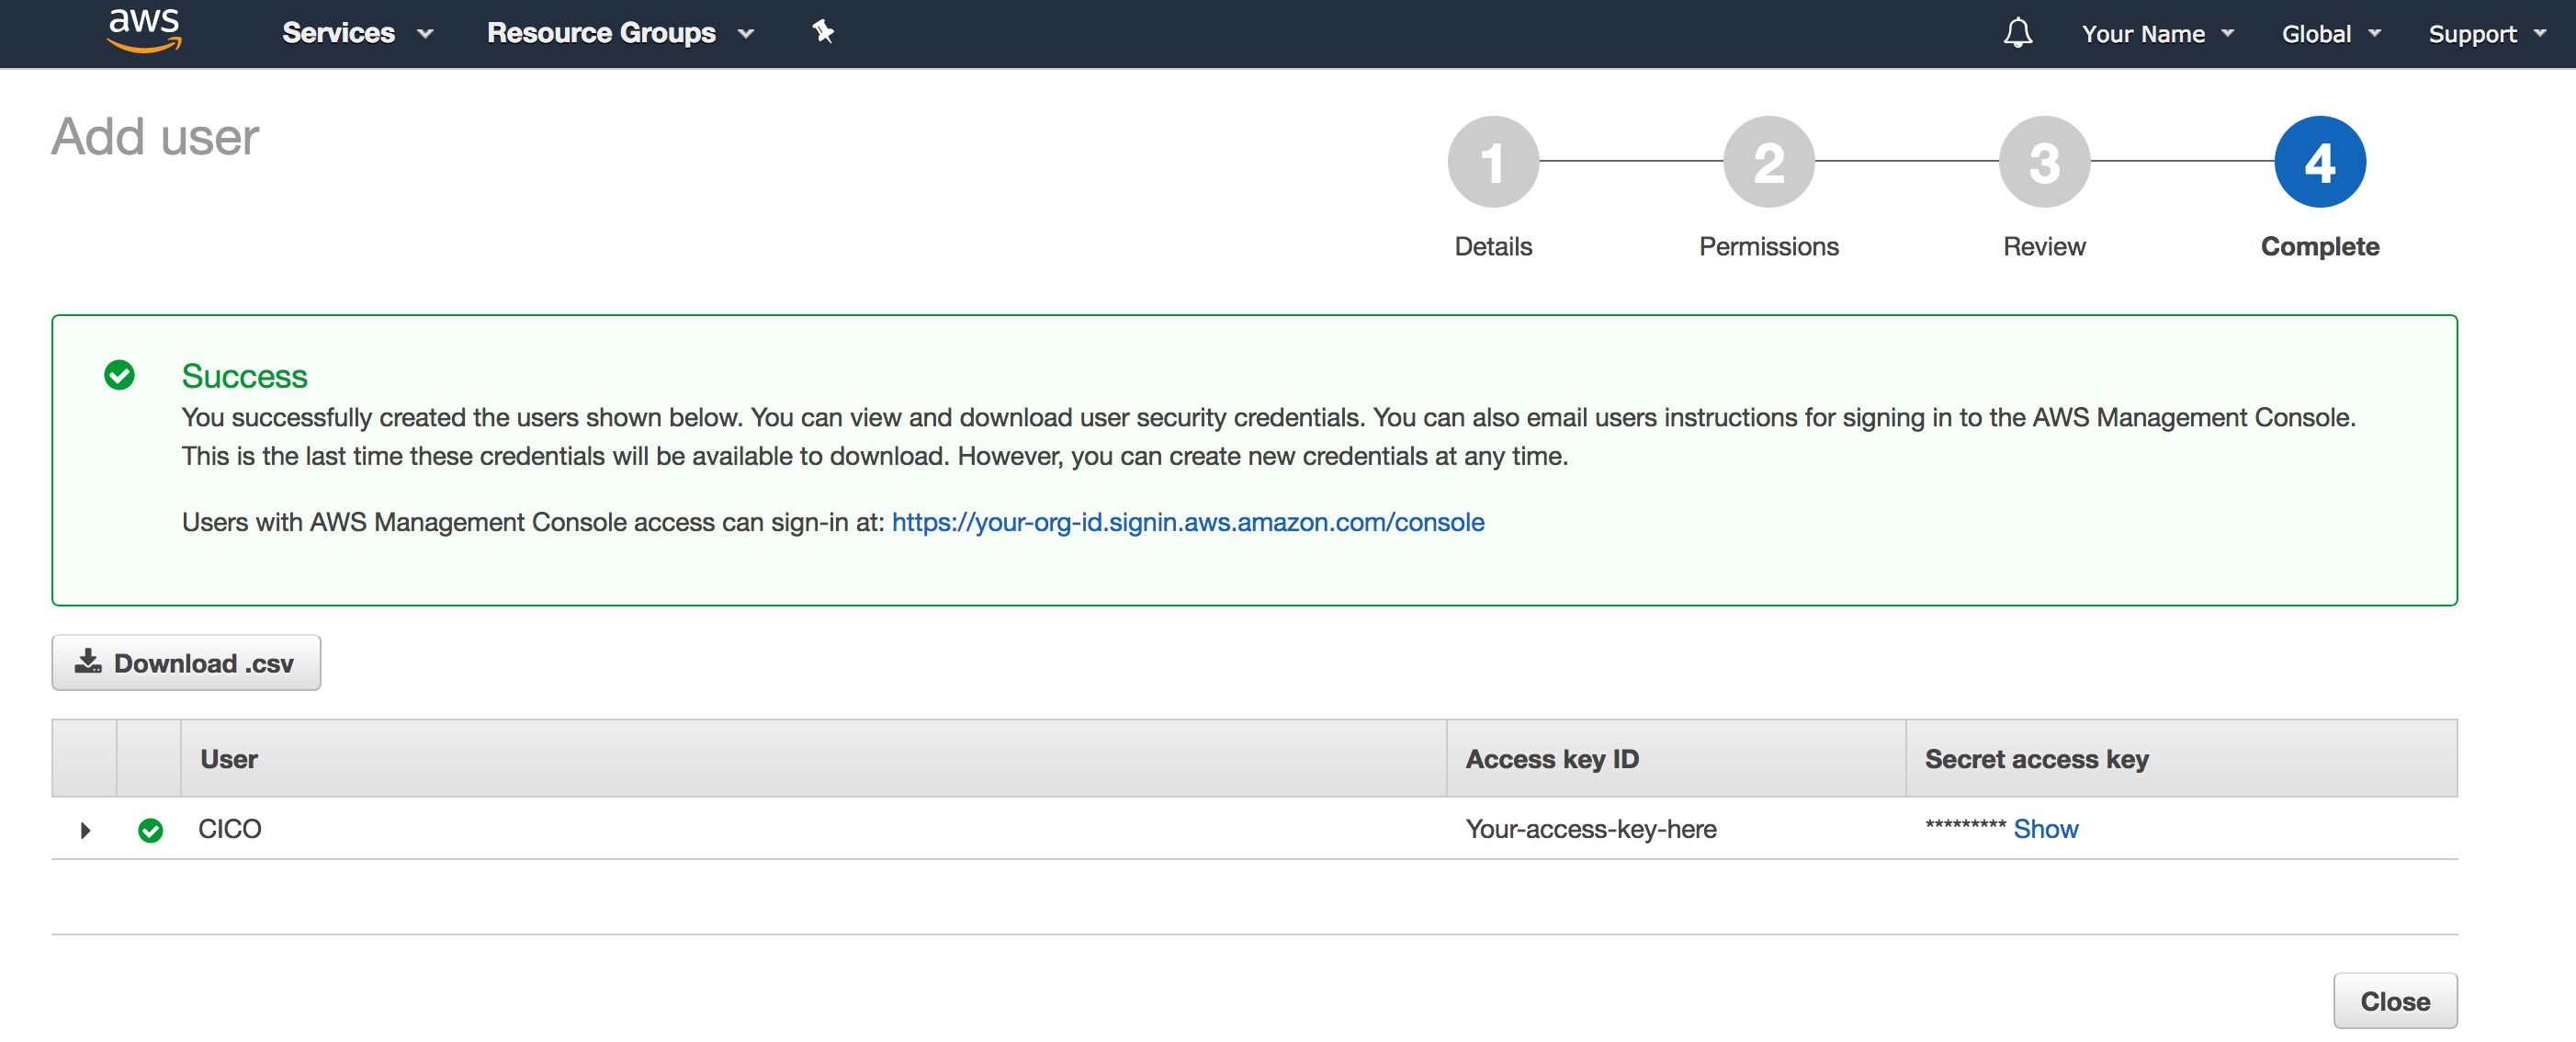 aws Services Resource Groups Your Name Global Support
Add user
1 2 3 4
Details Permissions Review Complete
Success
You successfully created the users shown below. You can view and download user security credentials. You can also email users instructions for signing in to the AWS Management Console.
This is the last time these credentials will be available to download. However, you can create new credentials at any time.
Users with AWS Management Console access can sign-in at: https://your-org-id.signin.aws.amazon.com/console
Download .csv
User Access key ID Secret access key
CICO Your-access-key-here ********* Show
Close